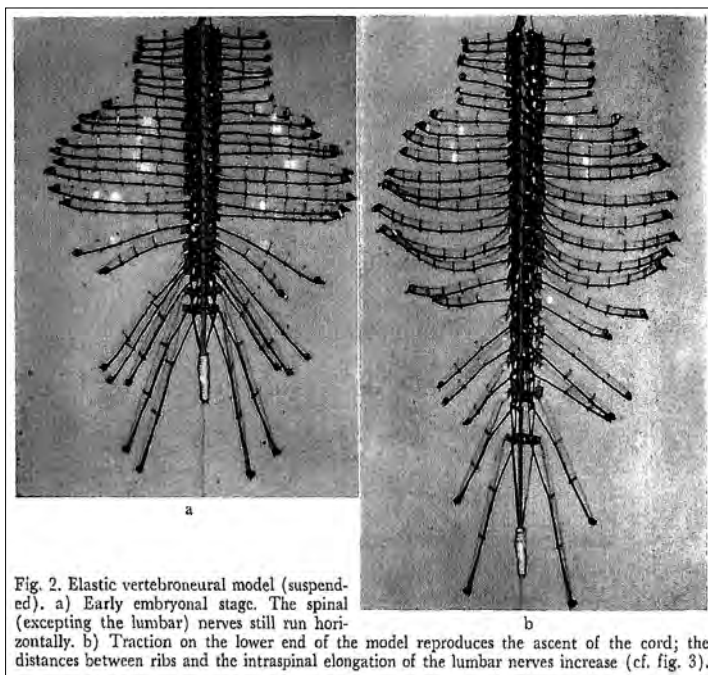 a
b
Fig. 2. Elastic vertebroneural model (suspend-
ed). a) Early embryonal stage. The spinal
(excepting the lumbar) nerves still run hori-
zontally. b) Traction on the lower end of the model reproduces the ascent of the cord; the
distances between ribs and the intraspinal elongation of the lumbar nerves increase (cf. fig. 3).